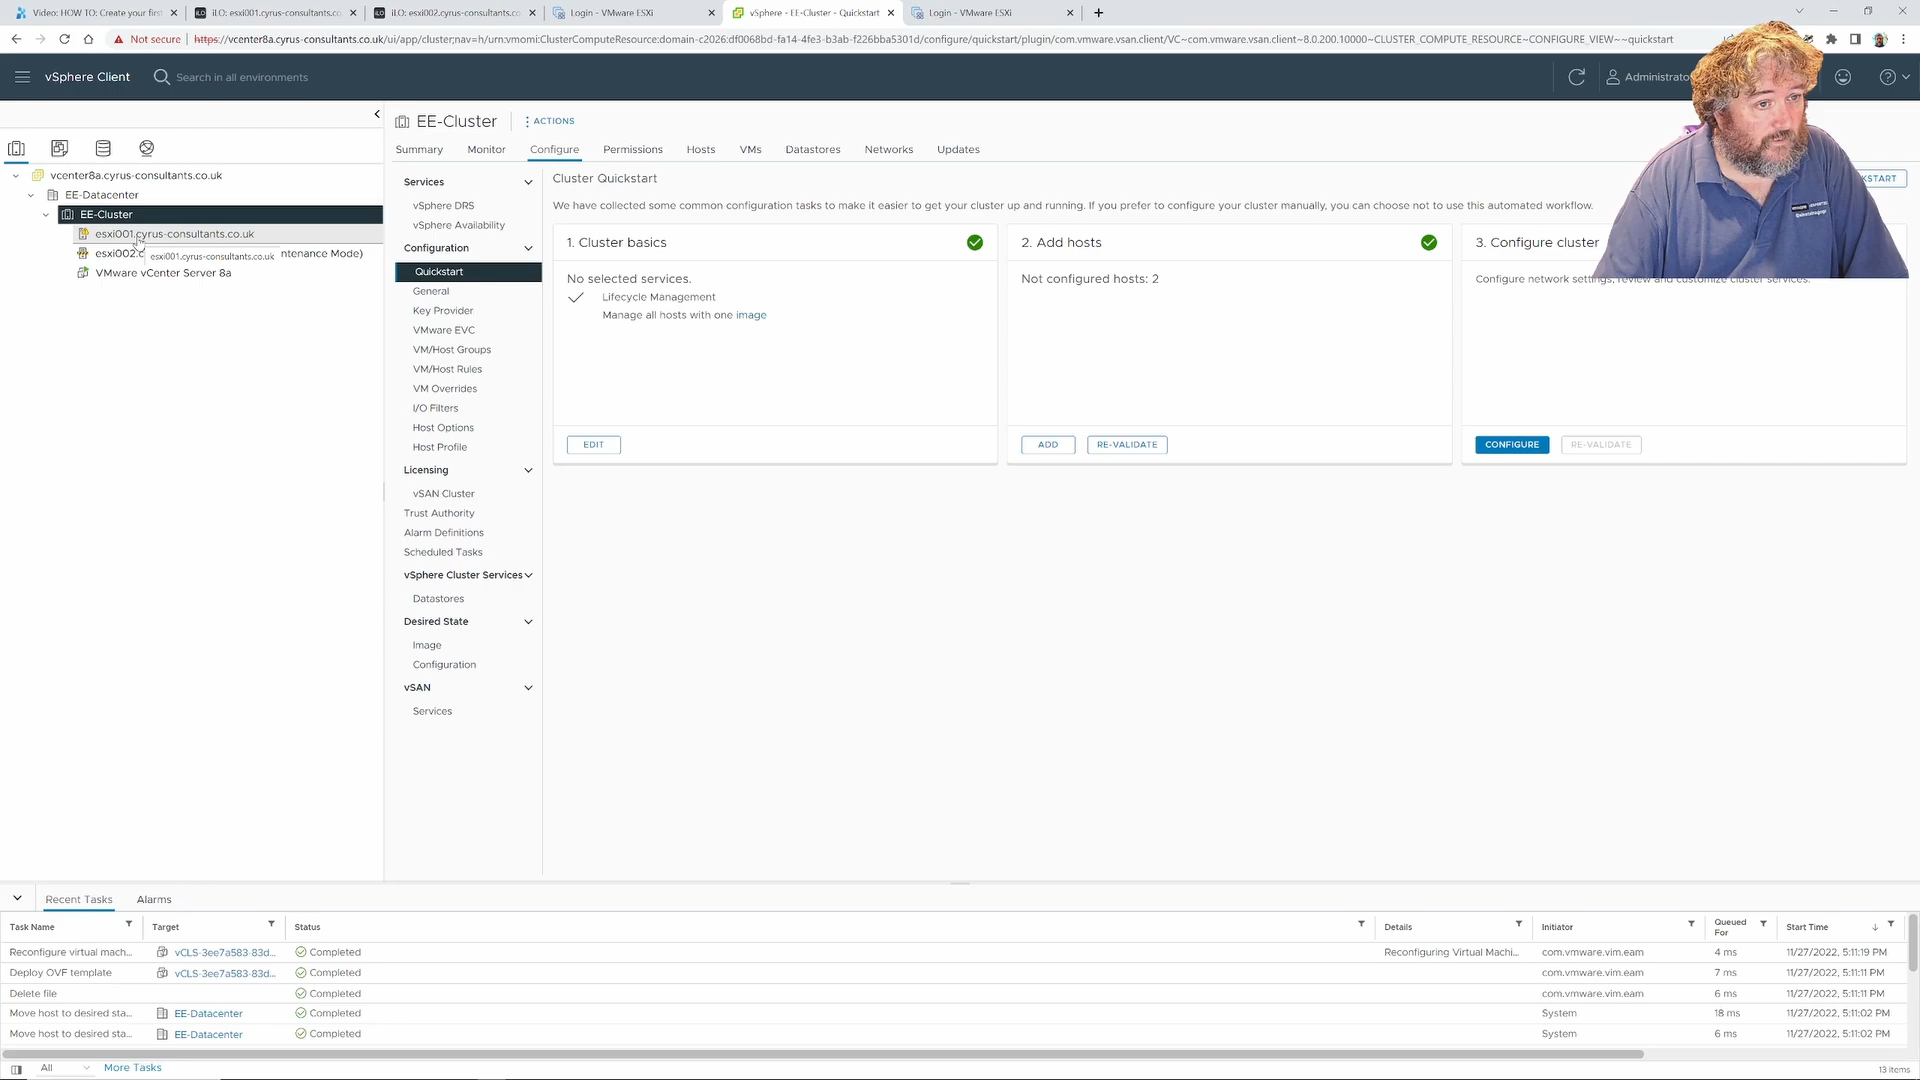 Video: HOW TO: Create your first
iLO: esxi001.cyrus-consultants.co.
iLO: esxi002.cyrus-consultants.co.
Login - VMware ESXi
vSphere - EE-Cluster - Quickstart
Login - VMware ESXi
Not secure
https://vcenter8a.cyrus-consultants.co.uk/ui/app/cluster;nav=h/urn:vmomi:ClusterComputeResource:domain-c2026:df0068bd-fa14-4fe3-b3ab-f226bba5301d/configure/quickstart/plugin/com.vmware.vsan.client/VC~com.vmware.vsan.client~8.0.200.10000~CLUSTER_COMPUTE_RESOURCE~CONFIGURE_VIEW~~quickstart
vSphere Client
Search in all environments
Administrato
vcenter8a.cyrus-consultants.co.uk
EE-Datacenter
EE-Cluster
esxi001.cyrus-consultants.co.uk
esxi002.c
esxi001.cyrus-consultants.co.uk
ntenance Mode)
VMware vCenter Server 8a
EE-Cluster
ACTIONS
Summary
Monitor
Configure
Permissions
Hosts
VMs
Datastores
Networks
Updates
Services
vSphere DRS
vSphere Availability
Configuration
Quickstart
General
Key Provider
VMware EVC
VM/Host Groups
VM/Host Rules
VM Overrides
I/O Filters
Host Options
Host Profile
Licensing
vSAN Cluster
Trust Authority
Alarm Definitions
Scheduled Tasks
vSphere Cluster Services
Datastores
Desired State
Image
Configuration
vSAN
Services
Cluster Quickstart
KSTART
We have collected some common configuration tasks to make it easier to get your cluster up and running. If you prefer to configure your cluster manually, you can choose not to use this automated workflow.
1. Cluster basics
No selected services.
Lifecycle Management
Manage all hosts with one image
EDIT
2. Add hosts
Not configured hosts: 2
ADD
RE-VALIDATE
3. Configure cluster
Configure network settings, review and customize cluster services.
CONFIGURE
RE-VALIDATE
Recent Tasks
Alarms
Task Name
Target
Status
Details
Initiator
Queued For
Start Time
Reconfigure virtual mach...
vCLS-3ee7a583-83d...
Completed
Reconfiguring Virtual Machi...
com.vmware.vim.eam
4 ms
11/27/2022, 5:11:19 PM
Deploy OVF template
vCLS-3ee7a583-83d...
Completed
com.vmware.vim.eam
7 ms
11/27/2022, 5:11:11 PM
Delete file
Completed
com.vmware.vim.eam
6 ms
11/27/2022, 5:11:11 PM
Move host to desired sta...
EE-Datacenter
Completed
System
18 ms
11/27/2022, 5:11:02 PM
Move host to desired sta...
EE-Datacenter
Completed
System
6 ms
11/27/2022, 5:11:02 PM
All
More Tasks
13 items